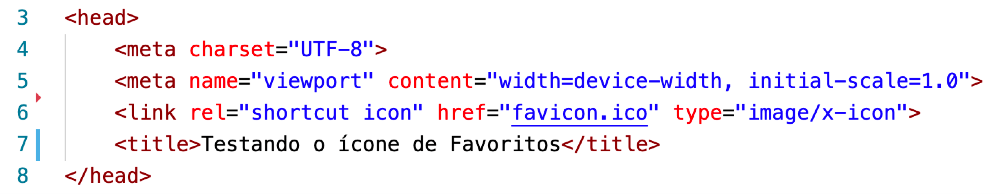 3 <head>
4 <meta charset="UTF-8">
5 <meta name="viewport" content="width=device-width, initial-scale=1.0">
6 <link rel="shortcut icon" href="favicon.ico" type="image/x-icon">
7 <title>Testando o ícone de Favoritos</title>
8 </head>